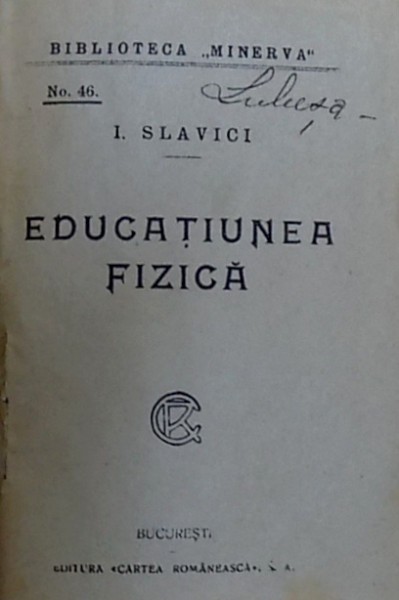 BIBLIOTECA „MINERVA“
No. 46.
I. SLAVICI
EDUCAȚIUNEA
FIZICĂ
BUCUREȘTI
EDITURA «CARTEA ROMÂNEASCĂ», S. A.